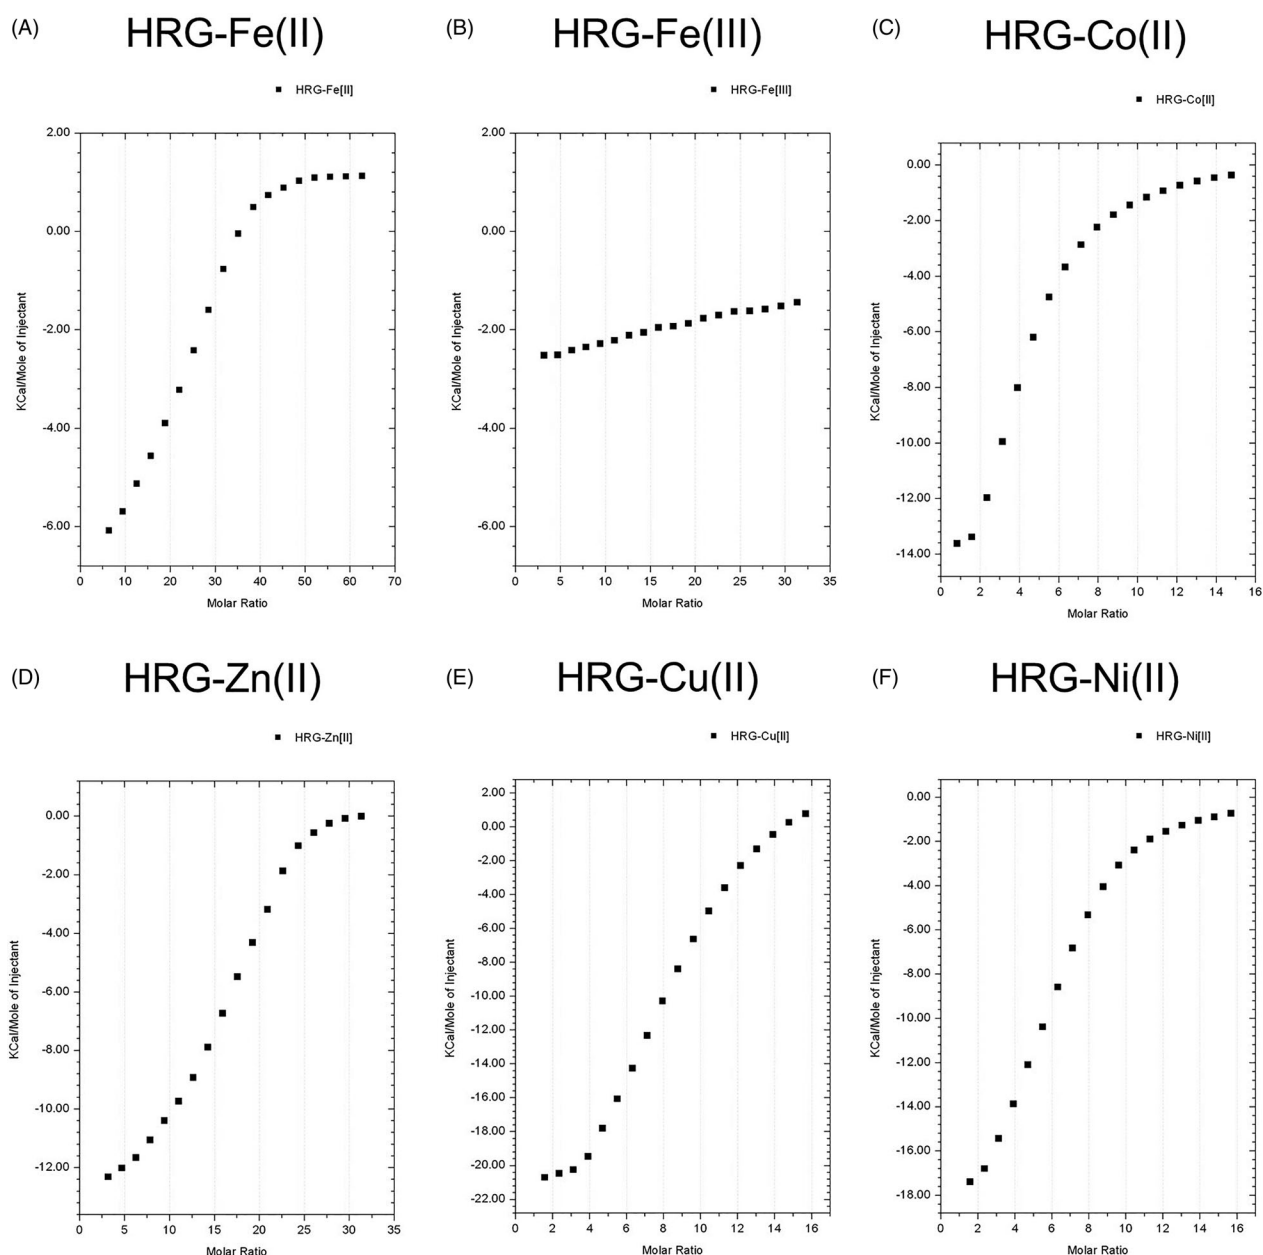 (A) HRG-Fe(II)
HRG-Fe[II]
2.00
0.00
-2.00
-4.00
-6.00
KCal/Mole of Injectant
0 10 20 30 40 50 60 70
Molar Ratio
(B) HRG-Fe(III)
HRG-Fe[III]
2.00
0.00
-2.00
-4.00
-6.00
KCal/Mole of Injectant
0 5 10 15 20 25 30 35
Molar Ratio
(C) HRG-Co(II)
HRG-Co[II]
0.00
-2.00
-4.00
-6.00
-8.00
-10.00
-12.00
-14.00
KCal/Mole of Injectant
0 2 4 6 8 10 12 14 16
Molar Ratio
(D) HRG-Zn(II)
HRG-Zn[II]
0.00
-2.00
-4.00
-6.00
-8.00
-10.00
-12.00
KCal/Mole of Injectant
0 5 10 15 20 25 30 35
Molar Ratio
(E) HRG-Cu(II)
HRG-Cu[II]
2.00
0.00
-2.00
-4.00
-6.00
-8.00
-10.00
-12.00
-14.00
-16.00
-18.00
-20.00
-22.00
KCal/Mole of Injectant
0 2 4 6 8 10 12 14 16
Molar Ratio
(F) HRG-Ni(II)
HRG-Ni[II]
0.00
-2.00
-4.00
-6.00
-8.00
-10.00
-12.00
-14.00
-16.00
-18.00
KCal/Mole of Injectant
0 2 4 6 8 10 12 14 16
Molar Ratio